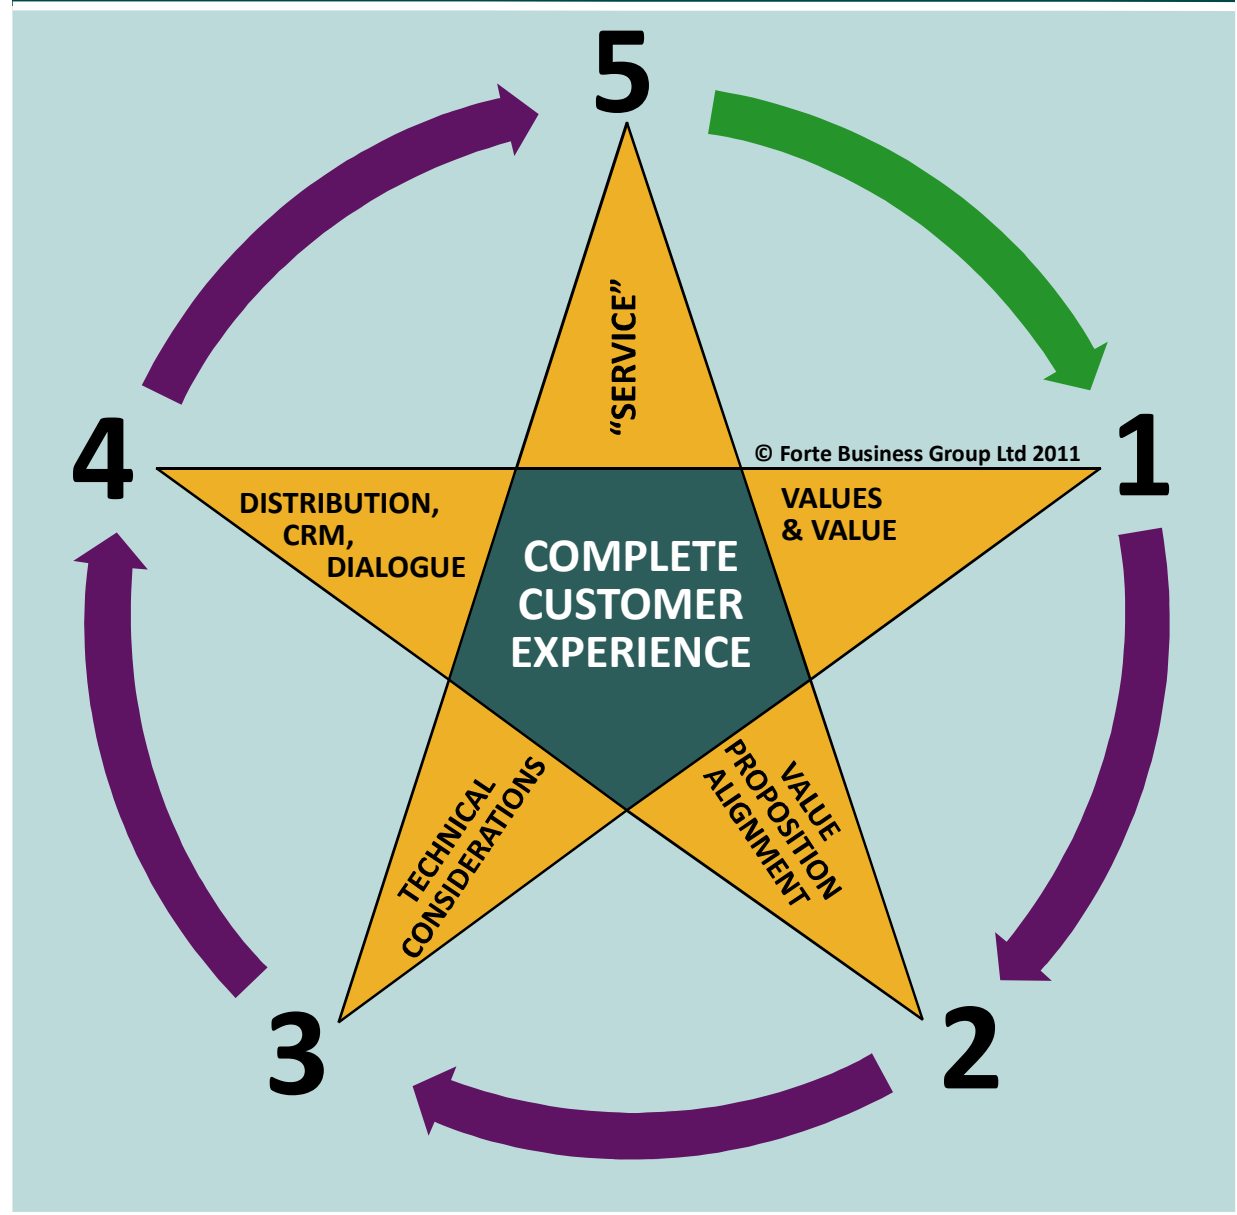 5
“SERVICE”
© Forte Business Group Ltd 2011
1
4
VALUES
& VALUE
DISTRIBUTION,
CRM,
DIALOGUE
COMPLETE
CUSTOMER
EXPERIENCE
TECHNICAL
CONSIDERATIONS
VALUE
PROPOSITION
ALIGNMENT
3
2